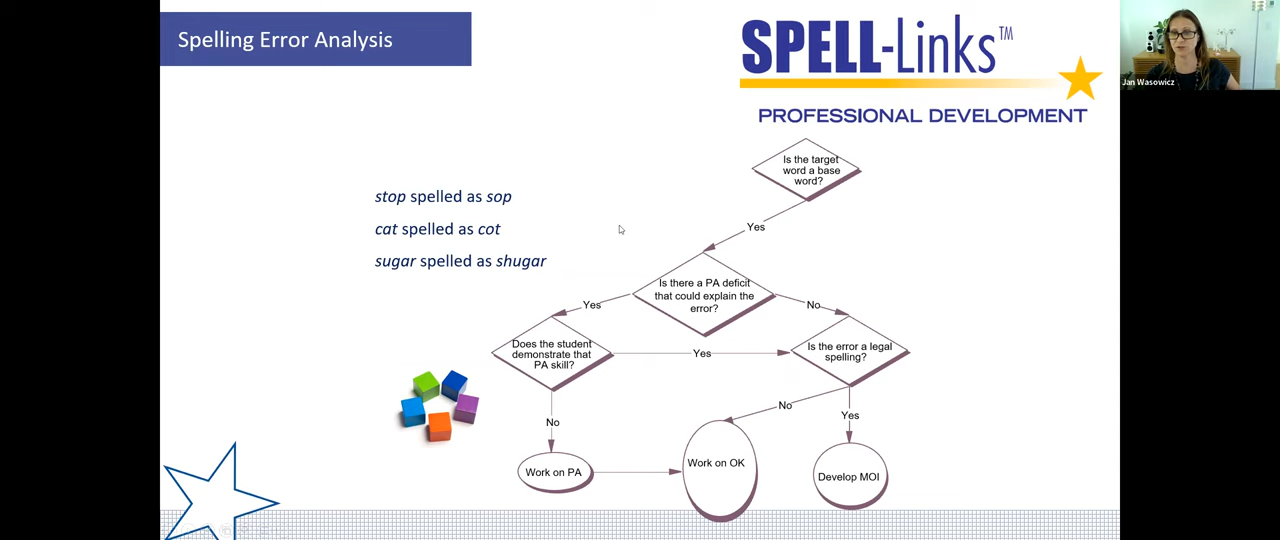 Spelling Error Analysis
SPELL-Links™
PROFESSIONAL DEVELOPMENT
Jan Wasowicz
Is the target
word a base
word?
stop spelled as sop
cat spelled as cot
sugar spelled as shugar
Yes
Is there a PA deficit
that could explain the
error?
Yes
No
Does the student
demonstrate that
PA skill?
Yes
Is the error a legal
spelling?
No
No
Yes
Work on PA
Work on OK
Develop MOI